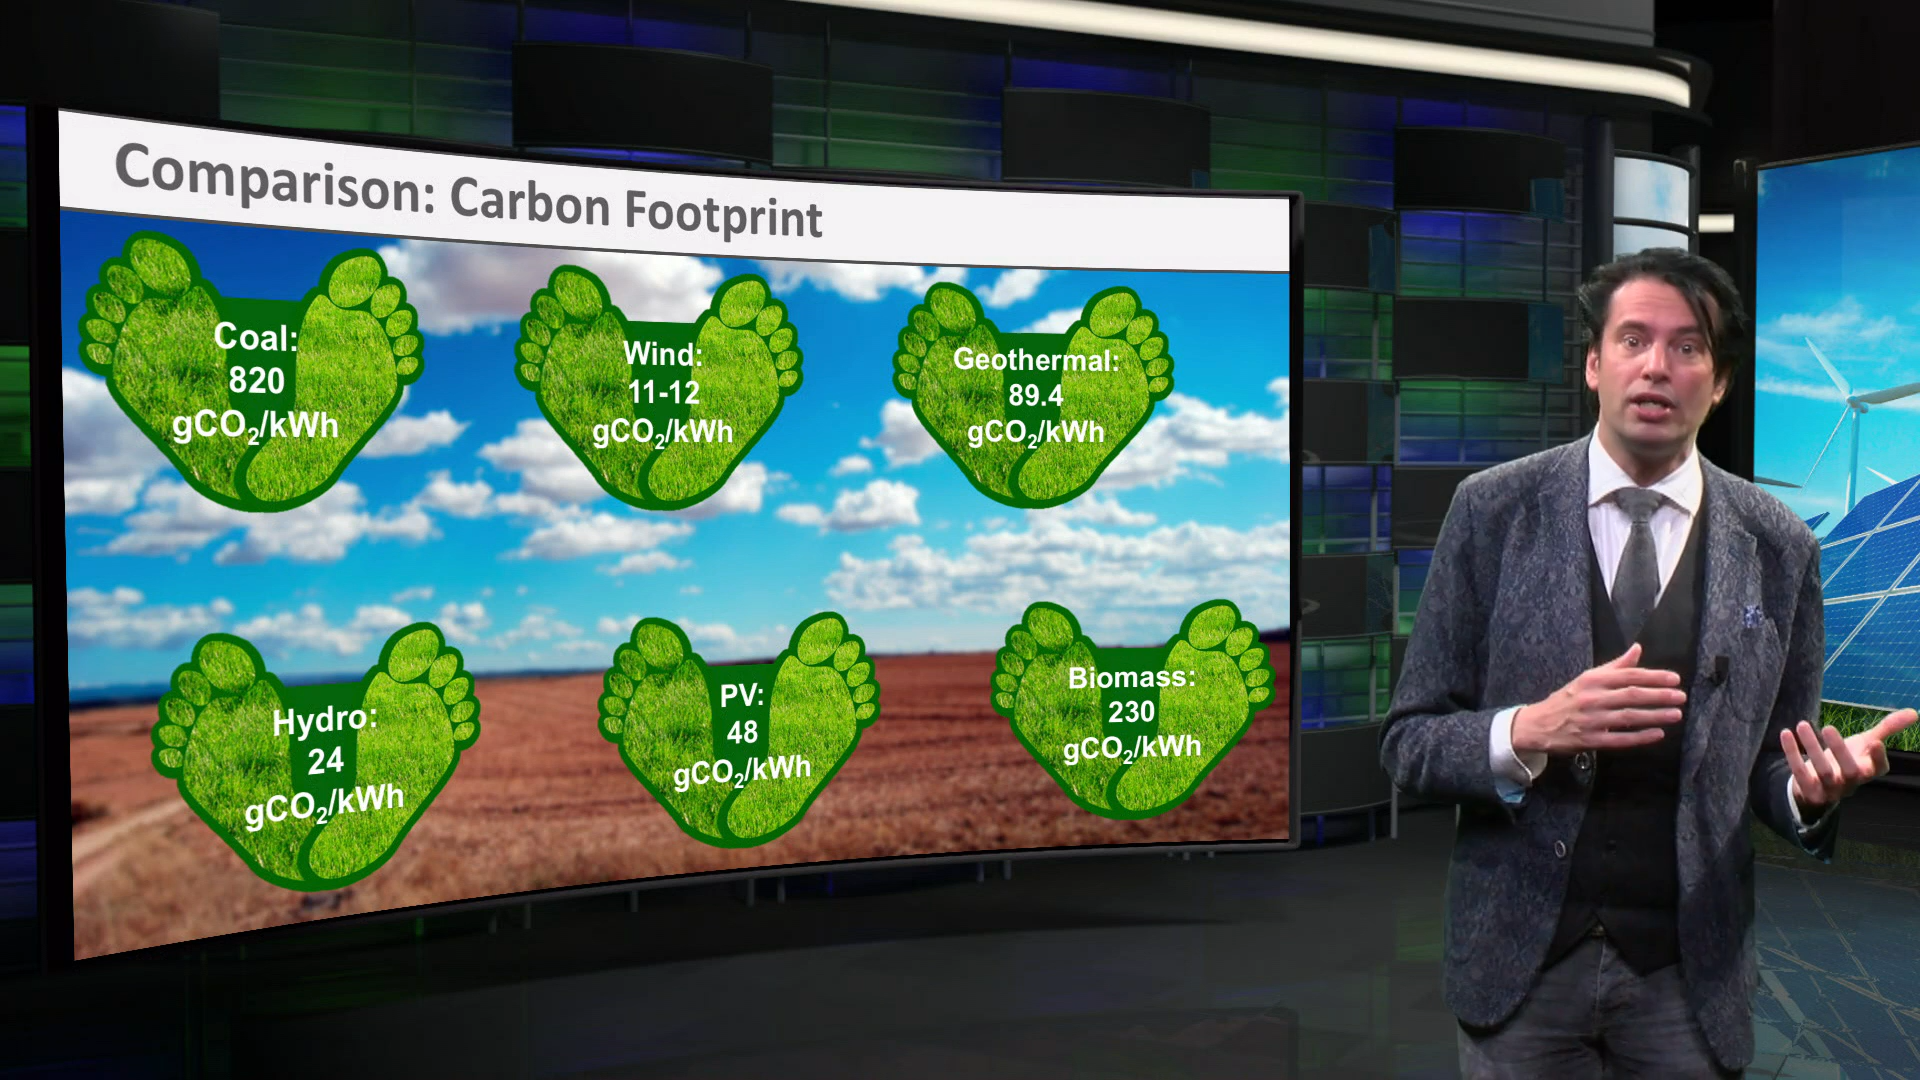 Comparison: Carbon Footprint
Coal:
820
gCO₂/kWh
Wind:
11-12
gCO₂/kWh
Geothermal:
89.4
gCO₂/kWh
Hydro:
24
gCO₂/kWh
PV:
48
gCO₂/kWh
Biomass:
230
gCO₂/kWh